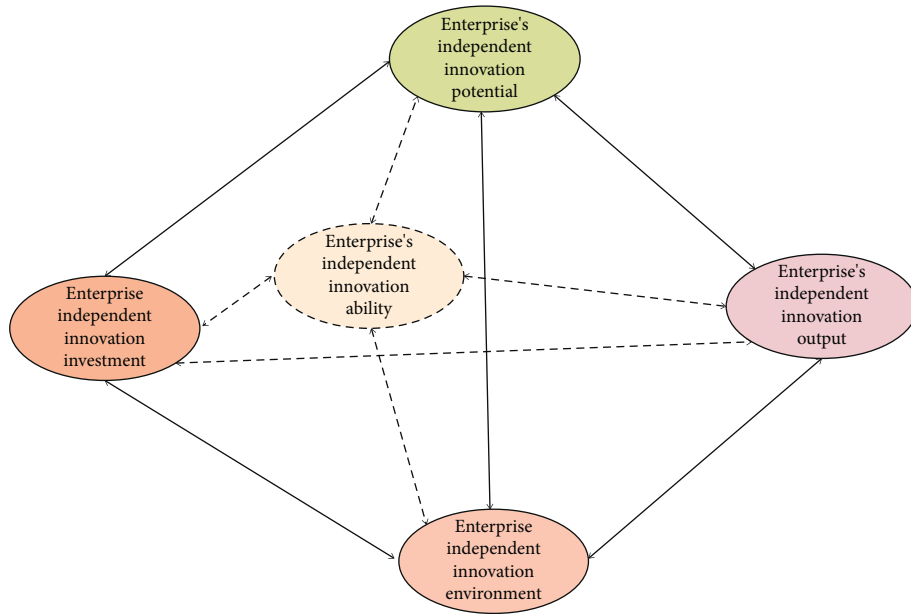 Enterprise's
independent
innovation
potential
Enterprise's
independent
innovation
ability
Enterprise
independent
innovation
investment
Enterprise's
independent
innovation
output
Enterprise
independent
innovation
environment